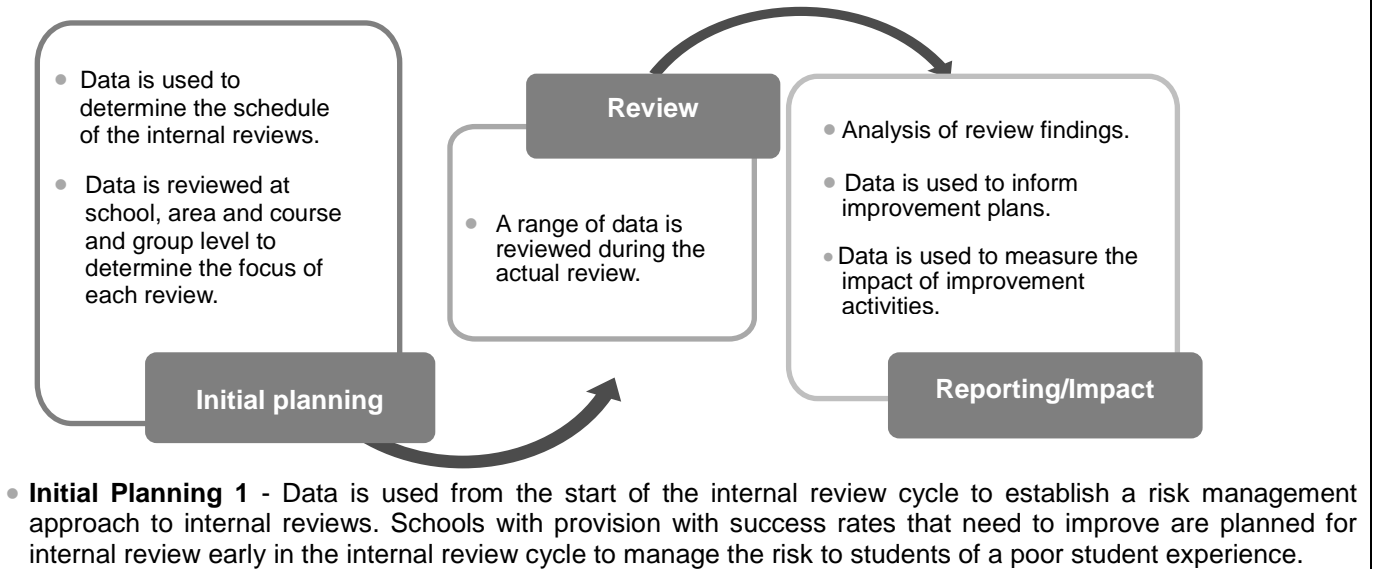 • Data is used to
determine the schedule
of the internal reviews.
• Data is reviewed at
school, area and course
and group level to
determine the focus of
each review.
Initial planning
Review
• A range of data is
reviewed during the
actual review.
• Analysis of review findings.
• Data is used to inform
improvement plans.
• Data is used to measure the
impact of improvement
activities.
Reporting/Impact
• Initial Planning 1 - Data is used from the start of the internal review cycle to establish a risk management
approach to internal reviews. Schools with provision with success rates that need to improve are planned for
internal review early in the internal review cycle to manage the risk to students of a poor student experience.